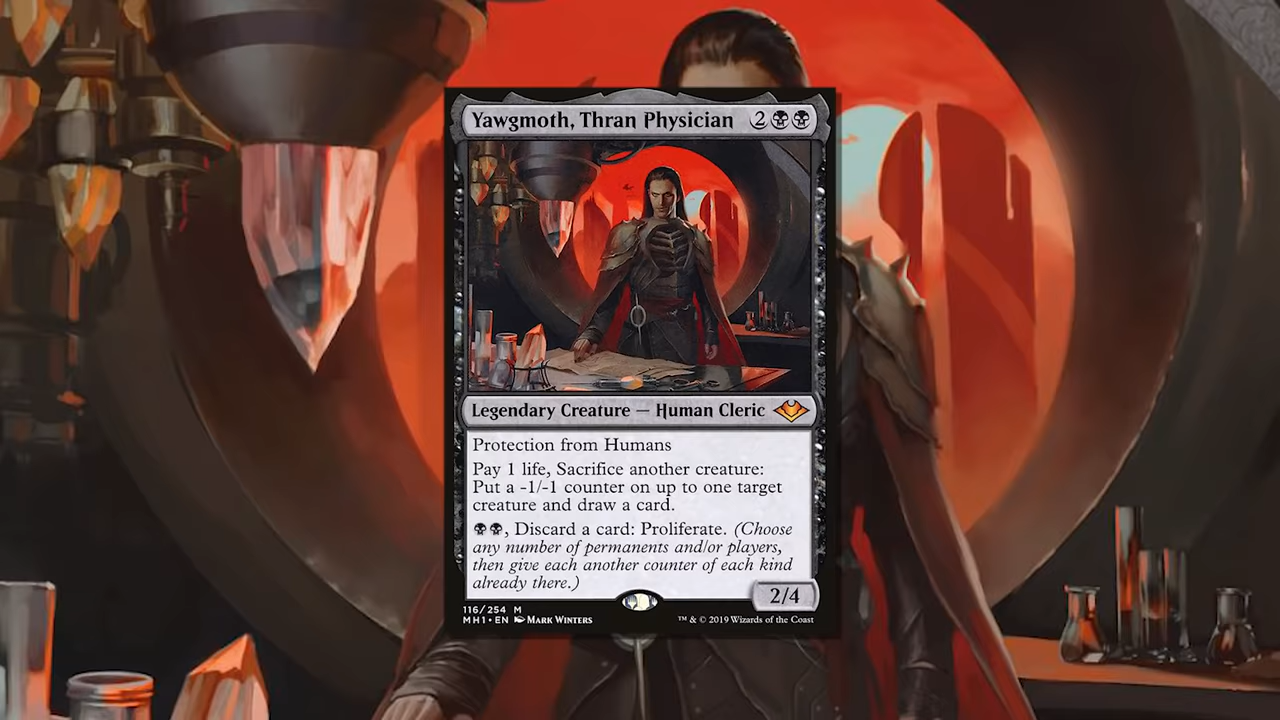 Yawgmoth, Thran Physician 2
Legendary Creature — Human Cleric
Protection from Humans
Pay 1 life, Sacrifice another creature:
Put a -1/-1 counter on up to one target
creature and draw a card.
, Discard a card: Proliferate. (Choose
any number of permanents and/or players,
then give each another counter of each kind
already there.)
2/4
116/254 M
MH1 • EN Mark Winters
™ & © 2019 Wizards of the Coast